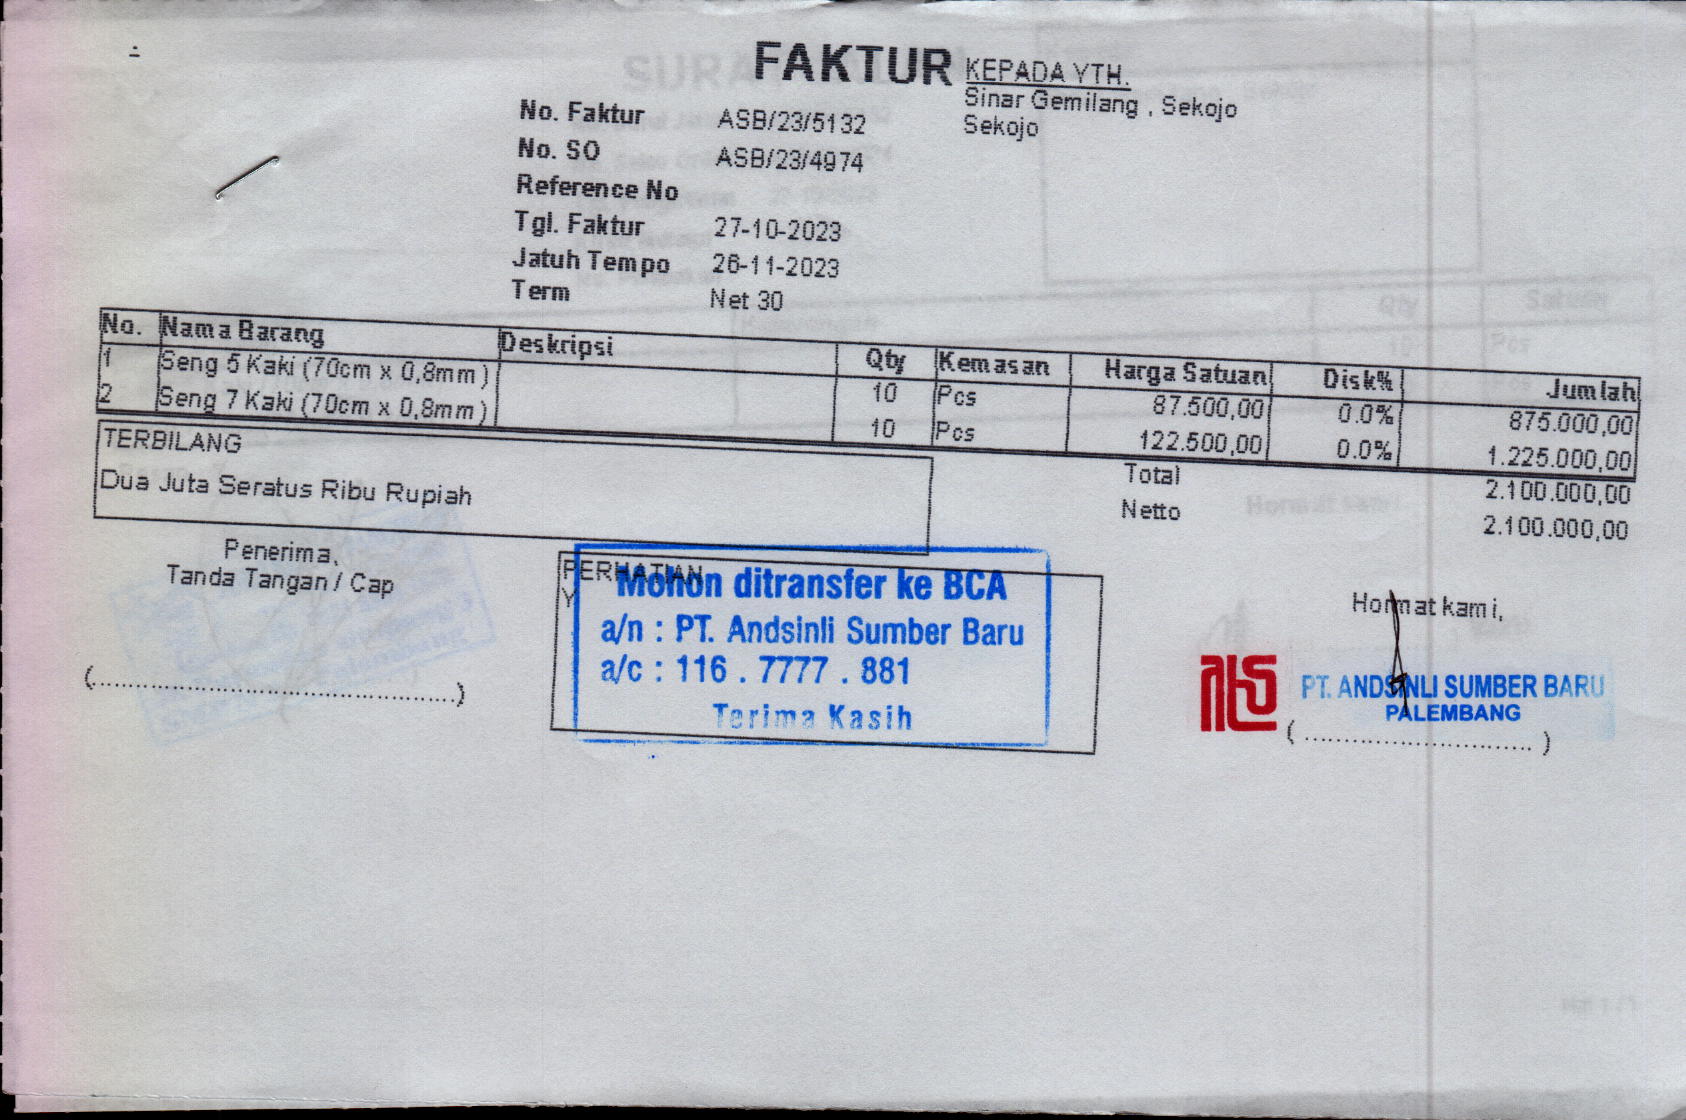 FAKTUR
KEPADA YTH.
Sinar Gemilang , Sekojo
Sekojo
No. Faktur ASB/23/5132
No. SO ASB/23/4974
Reference No
Tgl. Faktur 27-10-2023
Jatuh Tempo 26-11-2023
Term Net 30
No. Nama Barang Deskripsi Qty Kemasan Harga Satuan Disk% Jumlah
1 Seng 5 Kaki (70cm x 0,8mm) 10 Pcs 87.500,00 0.0% 875.000,00
2 Seng 7 Kaki (70cm x 0,8mm) 10 Pcs 122.500,00 0.0% 1.225.000,00
TERBILANG
Dua Juta Seratus Ribu Rupiah
Total 2.100.000,00
Netto 2.100.000,00
Penerima,
Tanda Tangan / Cap
(....................................................)
PERHATIAN
Y
Mohon ditransfer ke BCA
a/n : PT. Andsinli Sumber Baru
a/c : 116 . 7777 . 881
Terima Kasih
Hormat kami,
als
PT. ANDSINLI SUMBER BARU
PALEMBANG
( ................................ )